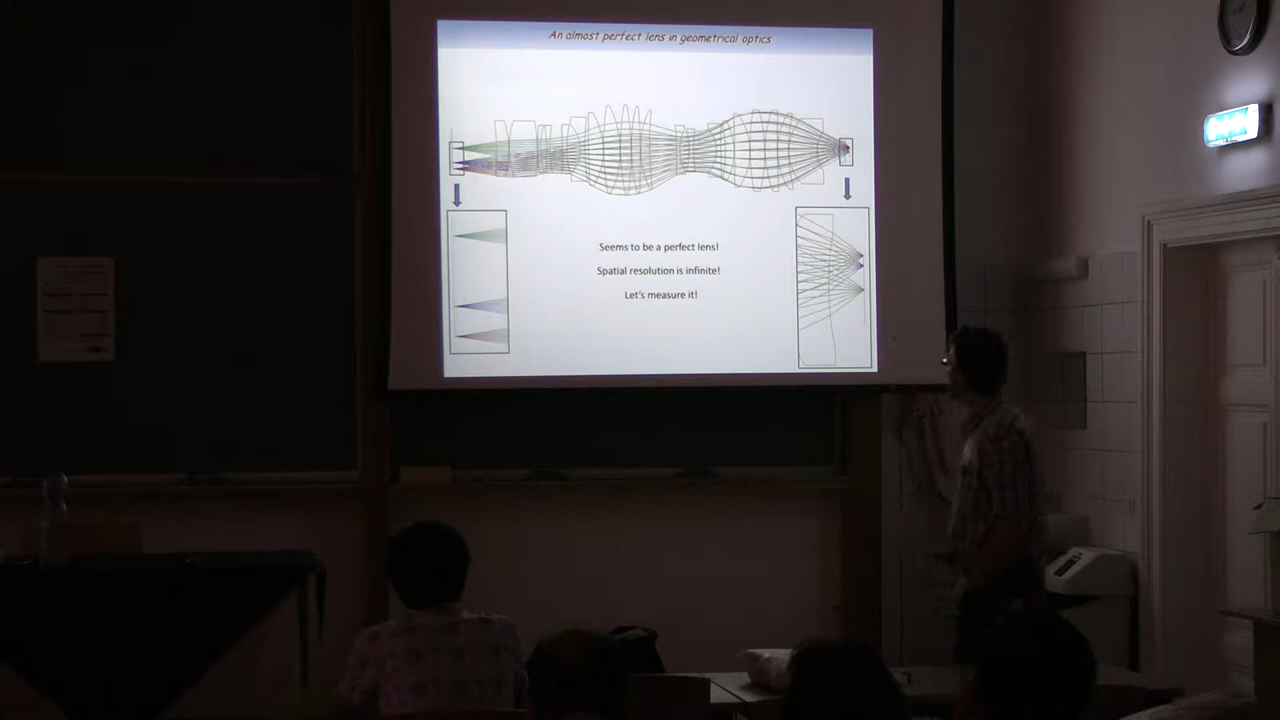 An almost perfect lens in geometrical optics
Seems to be a perfect lens!
Spatial resolution is infinite!
Let's measure it!